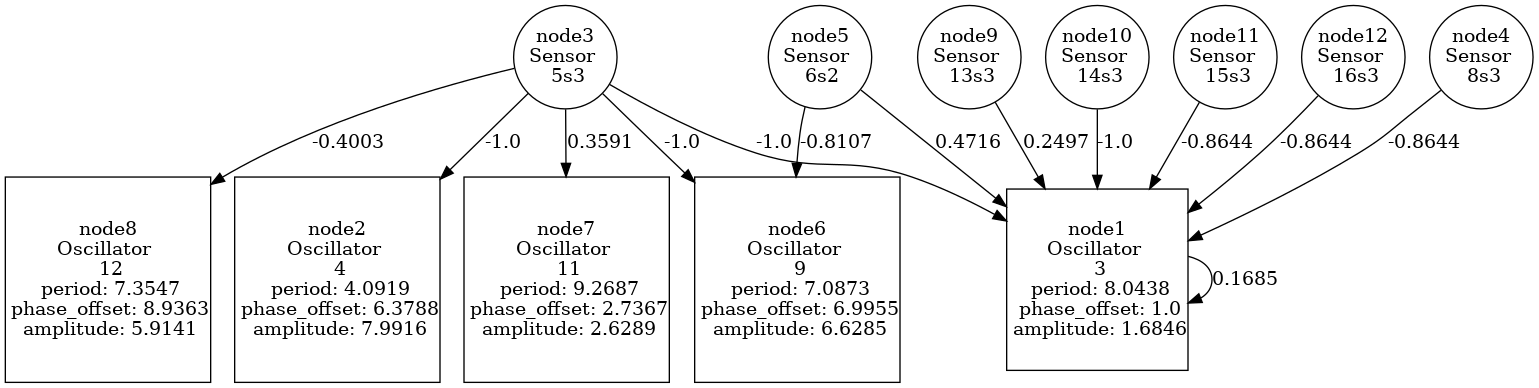 node3
Sensor
5s3
node5
Sensor
6s2
node9
Sensor
13s3
node10
Sensor
14s3
node11
Sensor
15s3
node12
Sensor
16s3
node4
Sensor
8s3
-0.4003
-1.0
0.3591
-1.0
-1.0
-0.8107
0.4716
0.2497
-1.0
-0.8644
-0.8644
-0.8644
node8
Oscillator
12
period: 7.3547
phase_offset: 8.9363
amplitude: 5.9141
node2
Oscillator
4
period: 4.0919
phase_offset: 6.3788
amplitude: 7.9916
node7
Oscillator
11
period: 9.2687
phase_offset: 2.7367
amplitude: 2.6289
node6
Oscillator
9
period: 7.0873
phase_offset: 6.9955
amplitude: 6.6285
node1
Oscillator
3
period: 8.0438
phase_offset: 1.0
amplitude: 1.6846
0.1685